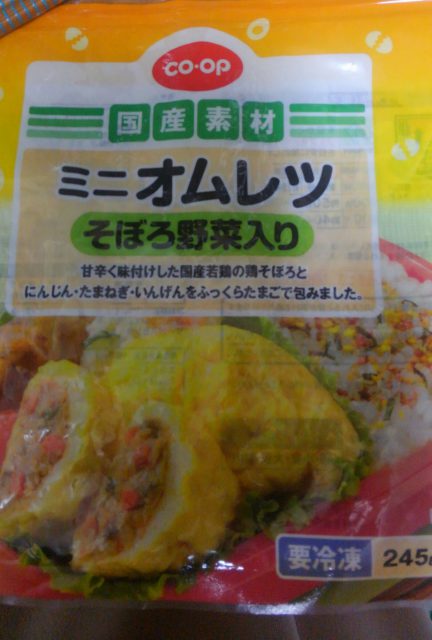 CO・OP
国産素材
ミニオムレツ
そぼろ野菜入り
甘辛く味付けした国産若鶏の鶏そぼろと
にんじん・たまねぎ・いんげんをふっくらたまごで包みました。
要冷凍 245g